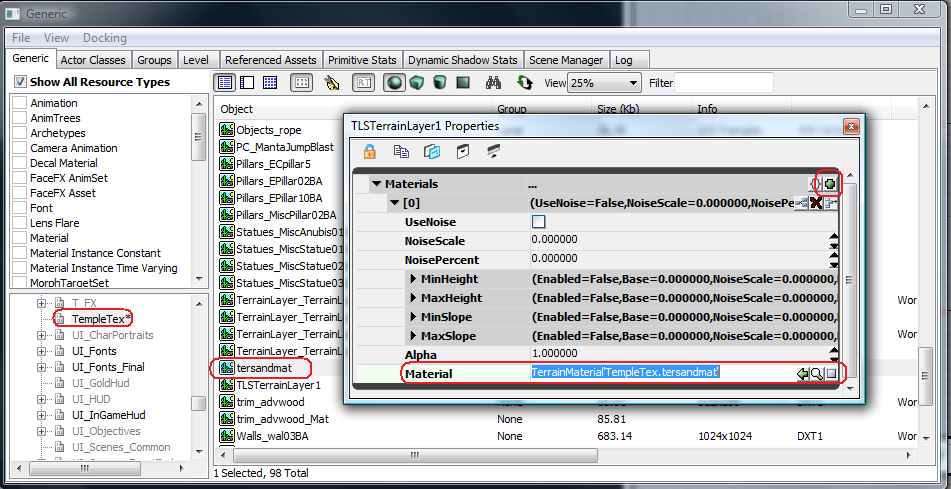 Generic
File View Docking
Generic Actor Classes Groups Level Referenced Assets Primitive Stats Dynamic Shadow Stats Scene Manager Log
Show All Resource Types
Animation
AnimTrees
Archetypes
Camera Animation
Decal Material
FaceFX AnimSet
FaceFX Asset
Font
Lens Flare
Material
Material Instance Constant
Material Instance Time Varying
MorphTargetSet
T_FX
TempleTex*
UI_CharPortraits
UI_Fonts
UI_Fonts_Final
UI_GoldHud
UI_HUD
UI_InGameHud
UI_Objectives
UI_Scenes_Common
RT View 25% Filter
Object Group Size (Kb) Info
Objects_rope
PC_MantaJumpBlast
Pillars_ECpillar5
Pillars_EPillar02BA
Pillars_EPillar10BA
Pillars_MiscPillar02BA
Statues_MiscAnubis01
Statues_MiscStatue01
Statues_MiscStatue02
Statues_MiscStatue03
TerrainLayer_TerrainL
TerrainLayer_TerrainL Wor
TerrainLayer_TerrainL Wor
TerrainLayer_TerrainL Wor
tersandmat
TLSTerrainLayer1
trim_advwood Wor
trim_advwood_Mat None 85.81
Walls_wal03BA None 683.14 1024x1024 DXT1 Wor
1 Selected, 98 Total
TLSTerrainLayer1 Properties
Materials ...
[0] (UseNoise=False,NoiseScale=0.000000,NoisePe
UseNoise
NoiseScale 0.000000
NoisePercent 0.000000
MinHeight (Enabled=False,Base=0.000000,NoiseScale=0.000000,
MaxHeight (Enabled=False,Base=0.000000,NoiseScale=0.000000,
MinSlope (Enabled=False,Base=0.000000,NoiseScale=0.000000,
MaxSlope (Enabled=False,Base=0.000000,NoiseScale=0.000000,
Alpha 1.000000
Material TerrainMaterial'TempleTex.tersandmat'